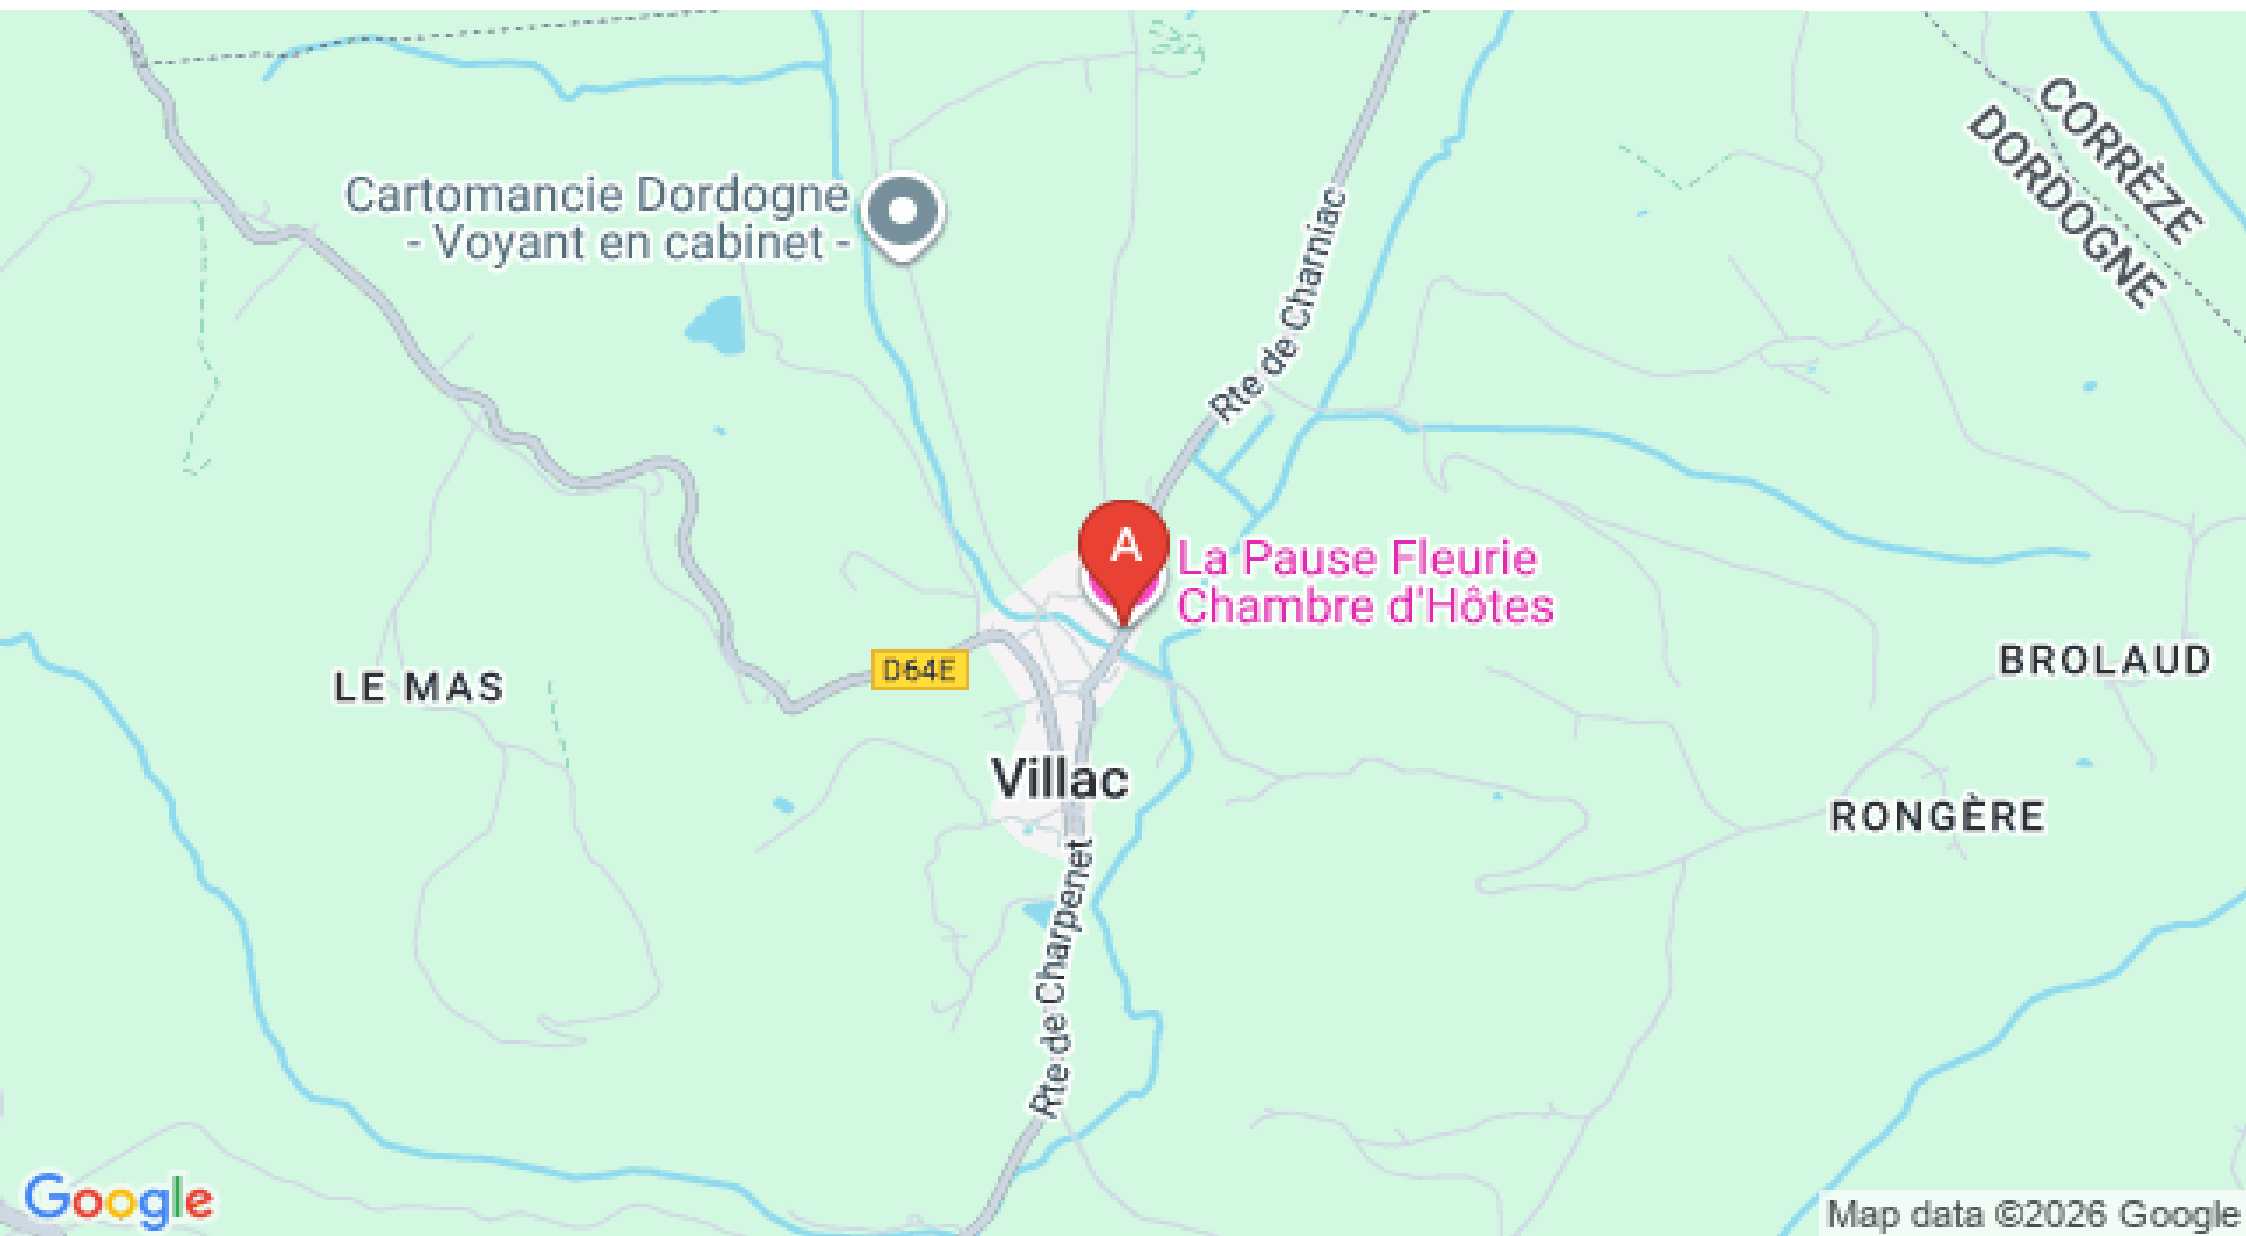 CORRÈZE
DORDOGNE
Cartomancie Dordogne
- Voyant en cabinet -
Rte de Charniac
A
La Pause Fleurie
Chambre d'Hôtes
D64E
LE MAS
BROLAUD
Villac
RONGÈRE
Rte de Charpenet
Google
Map data ©2026 Google